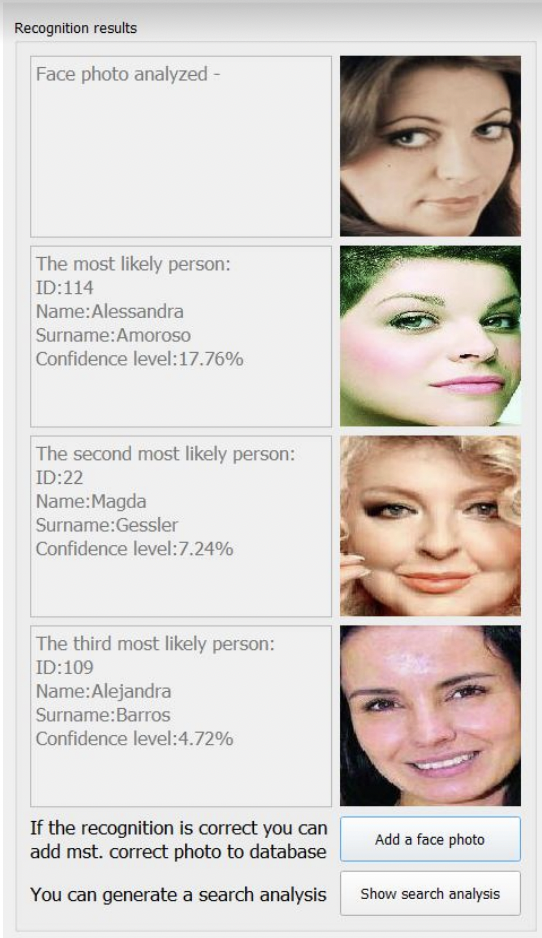 Recognition results
Face photo analyzed -
The most likely person:
ID:114
Name:Alessandra
Surname:Amoroso
Confidence level:17.76%
The second most likely person:
ID:22
Name:Magda
Surname:Gessler
Confidence level:7.24%
The third most likely person:
ID:109
Name:Alejandra
Surname:Barros
Confidence level:4.72%
If the recognition is correct you can
add mst. correct photo to database
Add a face photo
You can generate a search analysis
Show search analysis